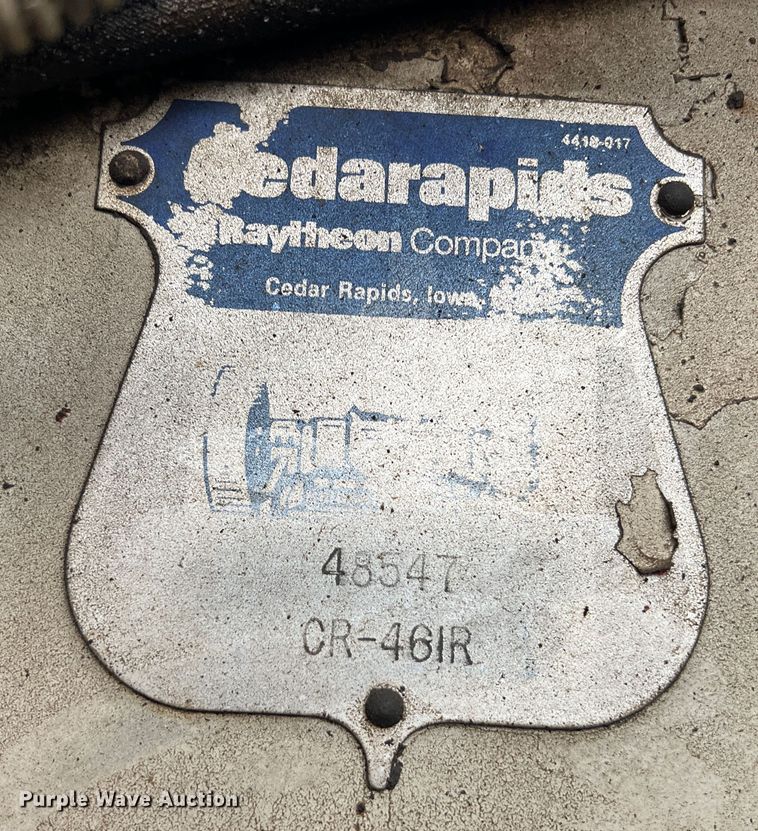 4418-017
Cedarapids
Raytheon Company
Cedar Rapids, Iowa
48547
CR-461R
Purple Wave Auction